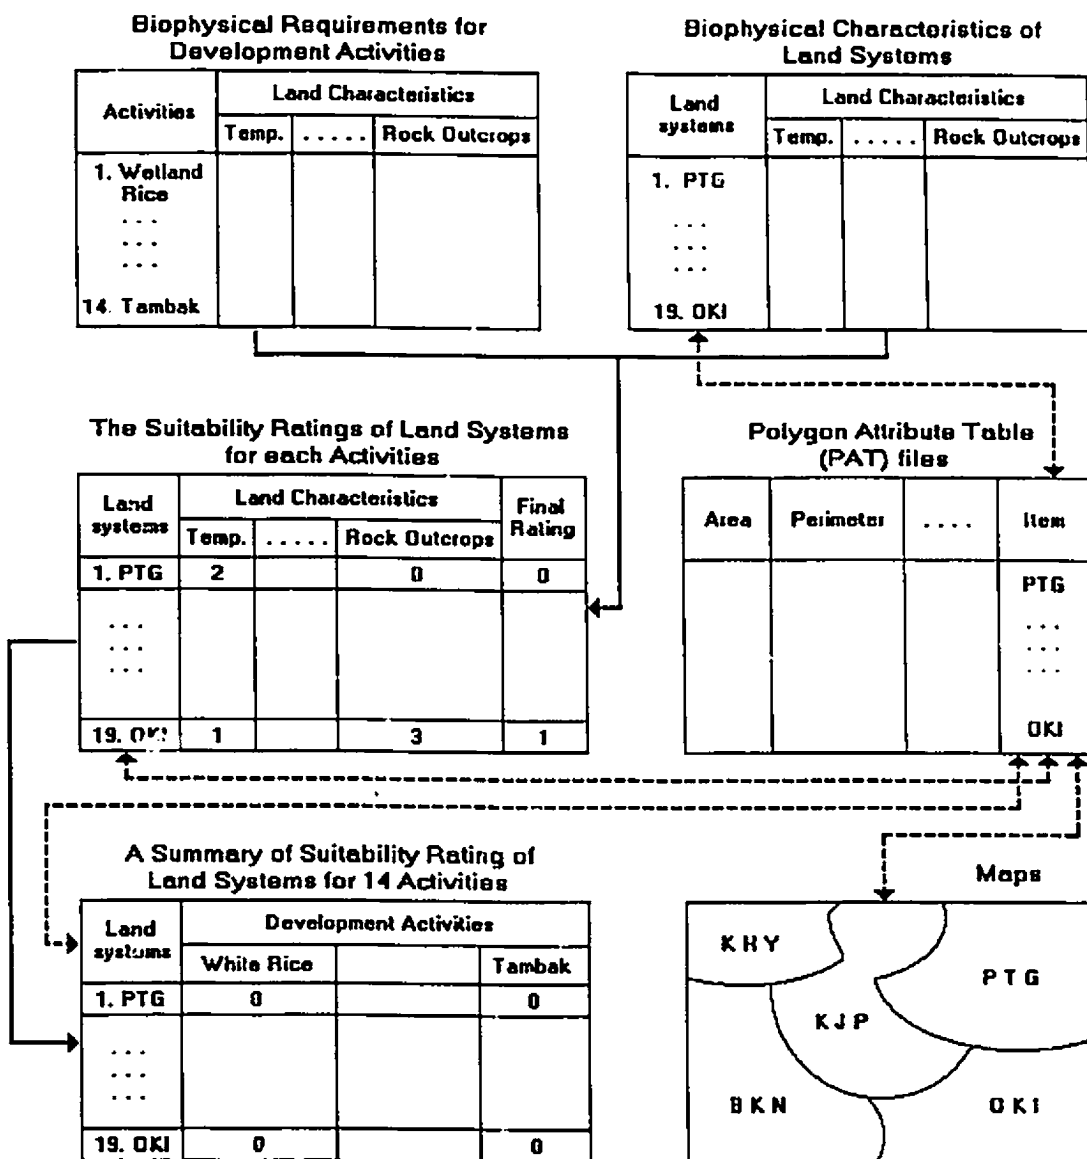 Biophysical Requirements for
Development Activities
Activities
Land Characteristics
Temp.
.....
Rock Outcrops
1. Wetland
Rice
...
...
...
14. Tambak
Biophysical Characteristics of
Land Systems
Land
systems
Land Characteristics
Temp.
.....
Rock Outcrops
1. PTG
...
...
...
19. OKI
The Suitability Ratings of Land Systems
for each Activities
Land
systems
Land Characteristics
Final
Rating
Temp.
.....
Rock Outcrops
1. PTG 2 0 0
...
...
...
19. OKI 1 3 1
Polygon Attribute Table
(PAT) files
Area Perimeter .... Item
PTG
...
...
...
OKI
A Summary of Suitability Rating of
Land Systems for 14 Activities
Land
systems
Development Activities
White Rice
Tambak
1. PTG 0 0
...
...
...
19. OKI 0 0
Maps
KHY
PTG
KJP
BKN
OKI